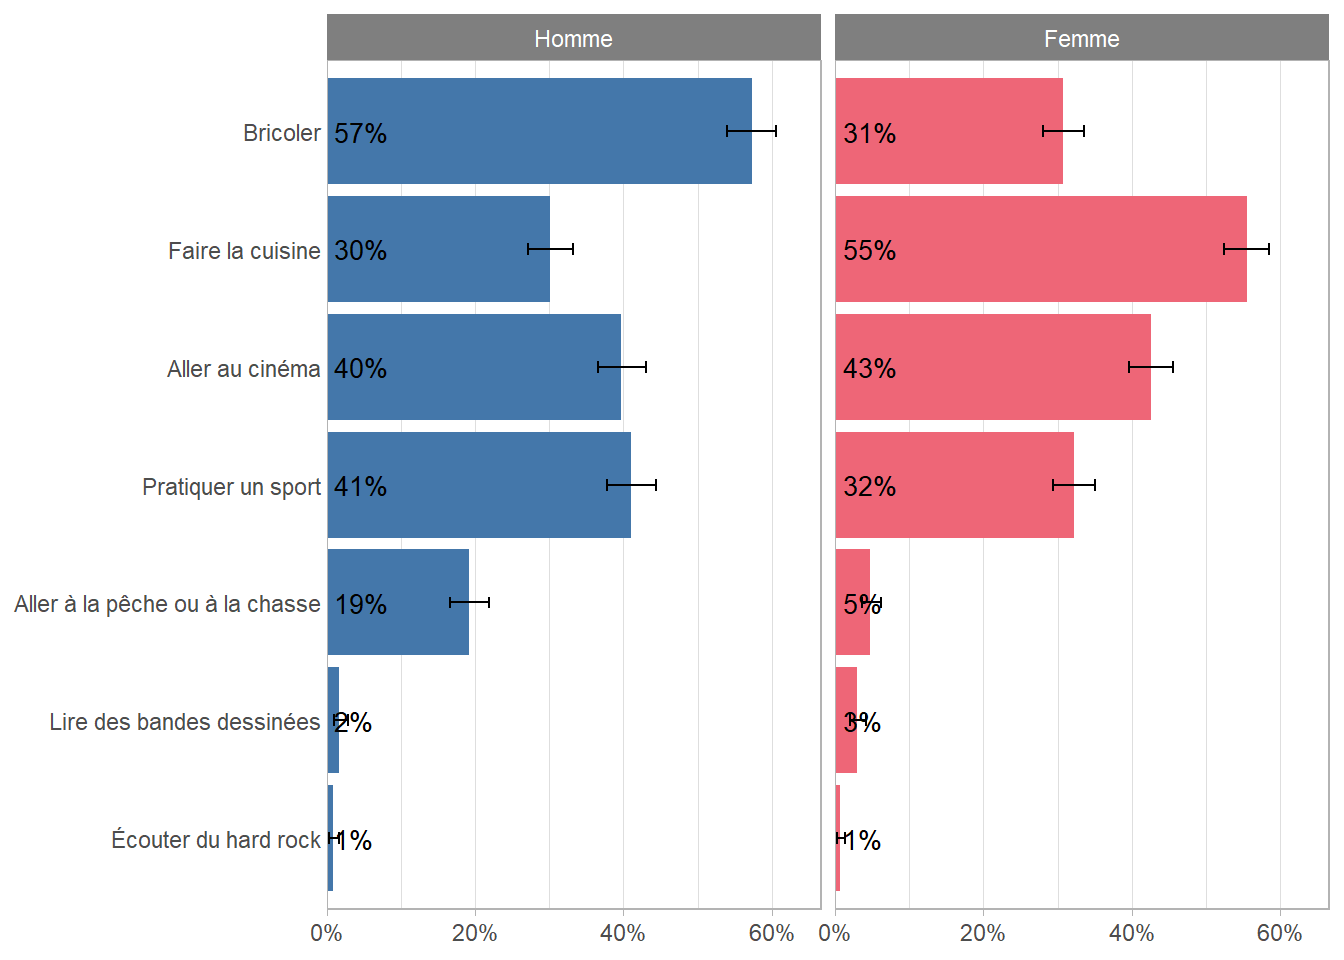 Homme Femme
Bricoler 57% 31%
Faire la cuisine 30% 55%
Aller au cinéma 40% 43%
Pratiquer un sport 41% 32%
Aller à la pêche ou à la chasse 19% 5%
Lire des bandes dessinées 2% 3%
Écouter du hard rock 1% 1%
0% 20% 40% 60% 0% 20% 40% 60%